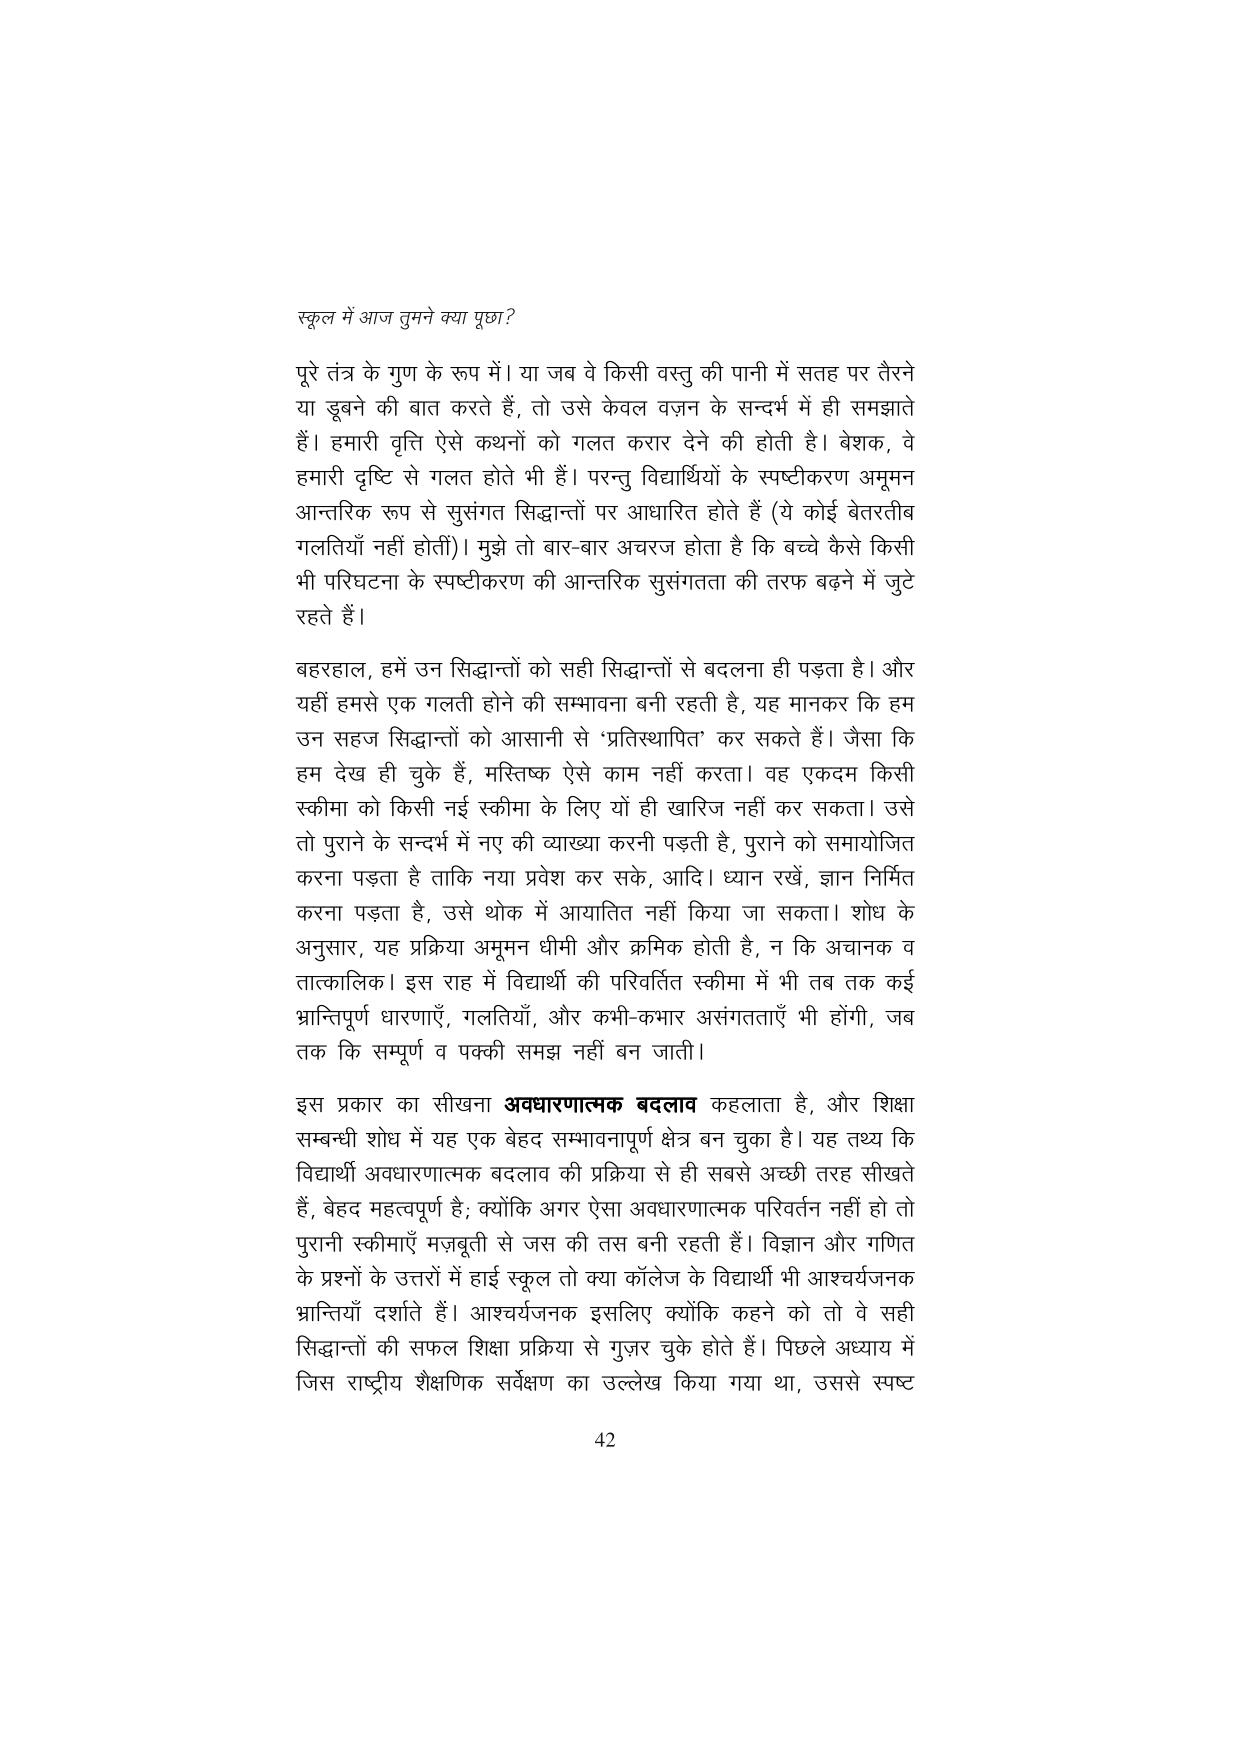 स्कूल में आज तुमने क्या पूछा?
पूरे तंत्र के गुण के रूप में। या जब वे किसी वस्तु की पानी में सतह पर तैरने
या डूबने की बात करते हैं, तो उसे केवल वज़न के सन्दर्भ में ही समझाते
हैं। हमारी वृत्ति ऐसे कथनों को गलत करार देने की होती है। बेशक, वे
हमारी दृष्टि से गलत होते भी हैं। परन्तु विद्यार्थियों के स्पष्टीकरण अमूमन
आन्तरिक रूप से सुसंगत सिद्धान्तों पर आधारित होते हैं (ये कोई बेतरतीब
गलतियाँ नहीं होतीं)। मुझे तो बार-बार अचरज होता है कि बच्चे कैसे किसी
भी परिघटना के स्पष्टीकरण की आन्तरिक सुसंगतता की तरफ बढ़ने में जुटे
रहते हैं।
बहरहाल, हमें उन सिद्धान्तों को सही सिद्धान्तों से बदलना ही पड़ता है। और
यहीं हमसे एक गलती होने की सम्भावना बनी रहती है, यह मानकर कि हम
उन सहज सिद्धान्तों को आसानी से ‘प्रतिस्थापित’ कर सकते हैं। जैसा कि
हम देख ही चुके हैं, मस्तिष्क ऐसे काम नहीं करता। वह एकदम किसी
स्कीमा को किसी नई स्कीमा के लिए यों ही खारिज नहीं कर सकता। उसे
तो पुराने के सन्दर्भ में नए की व्याख्या करनी पड़ती है, पुराने को समायोजित
करना पड़ता है ताकि नया प्रवेश कर सके, आदि। ध्यान रखें, ज्ञान निर्मित
करना पड़ता है, उसे थोक में आयातित नहीं किया जा सकता। शोध के
अनुसार, यह प्रक्रिया अमूमन धीमी और क्रमिक होती है, न कि अचानक व
तात्कालिक। इस राह में विद्यार्थी की परिवर्तित स्कीमा में भी तब तक कई
भ्रान्तिपूर्ण धारणाएँ, गलतियाँ, और कभी-कभार असंगतताएँ भी होंगी, जब
तक कि सम्पूर्ण व पक्की समझ नहीं बन जाती।
इस प्रकार का सीखना अवधारणात्मक बदलाव कहलाता है, और शिक्षा
सम्बन्धी शोध में यह एक बेहद सम्भावनापूर्ण क्षेत्र बन चुका है। यह तथ्य कि
विद्यार्थी अवधारणात्मक बदलाव की प्रक्रिया से ही सबसे अच्छी तरह सीखते
हैं, बेहद महत्वपूर्ण है; क्योंकि अगर ऐसा अवधारणात्मक परिवर्तन नहीं हो तो
पुरानी स्कीमाएँ मज़बूती से जस की तस बनी रहती हैं। विज्ञान और गणित
के प्रश्नों के उत्तरों में हाई स्कूल तो क्या कॉलेज के विद्यार्थी भी आश्चर्यजनक
भ्रान्तियाँ दर्शाते हैं। आश्चर्यजनक इसलिए क्योंकि कहने को तो वे सही
सिद्धान्तों की सफल शिक्षा प्रक्रिया से गुज़र चुके होते हैं। पिछले अध्याय में
जिस राष्ट्रीय शैक्षणिक सर्वेक्षण का उल्लेख किया गया था, उससे स्पष्ट
42